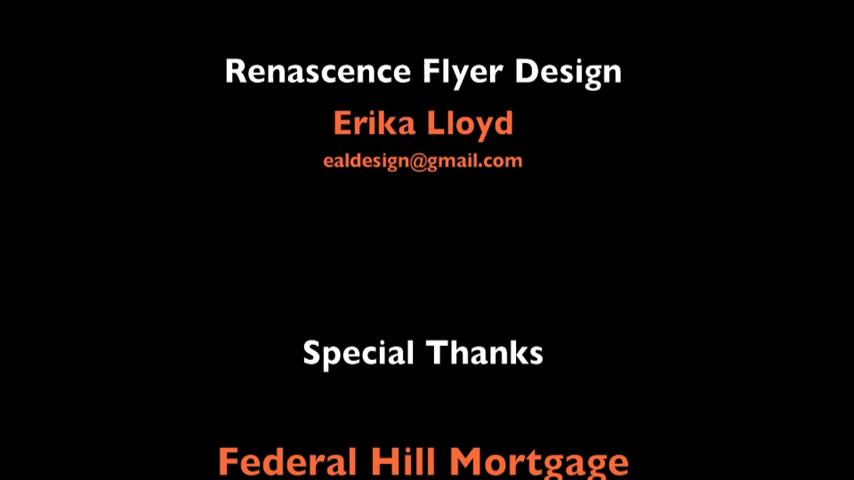 Renascence Flyer Design
Erika Lloyd
ealdesign@gmail.com
Special Thanks
Federal Hill Mortgage